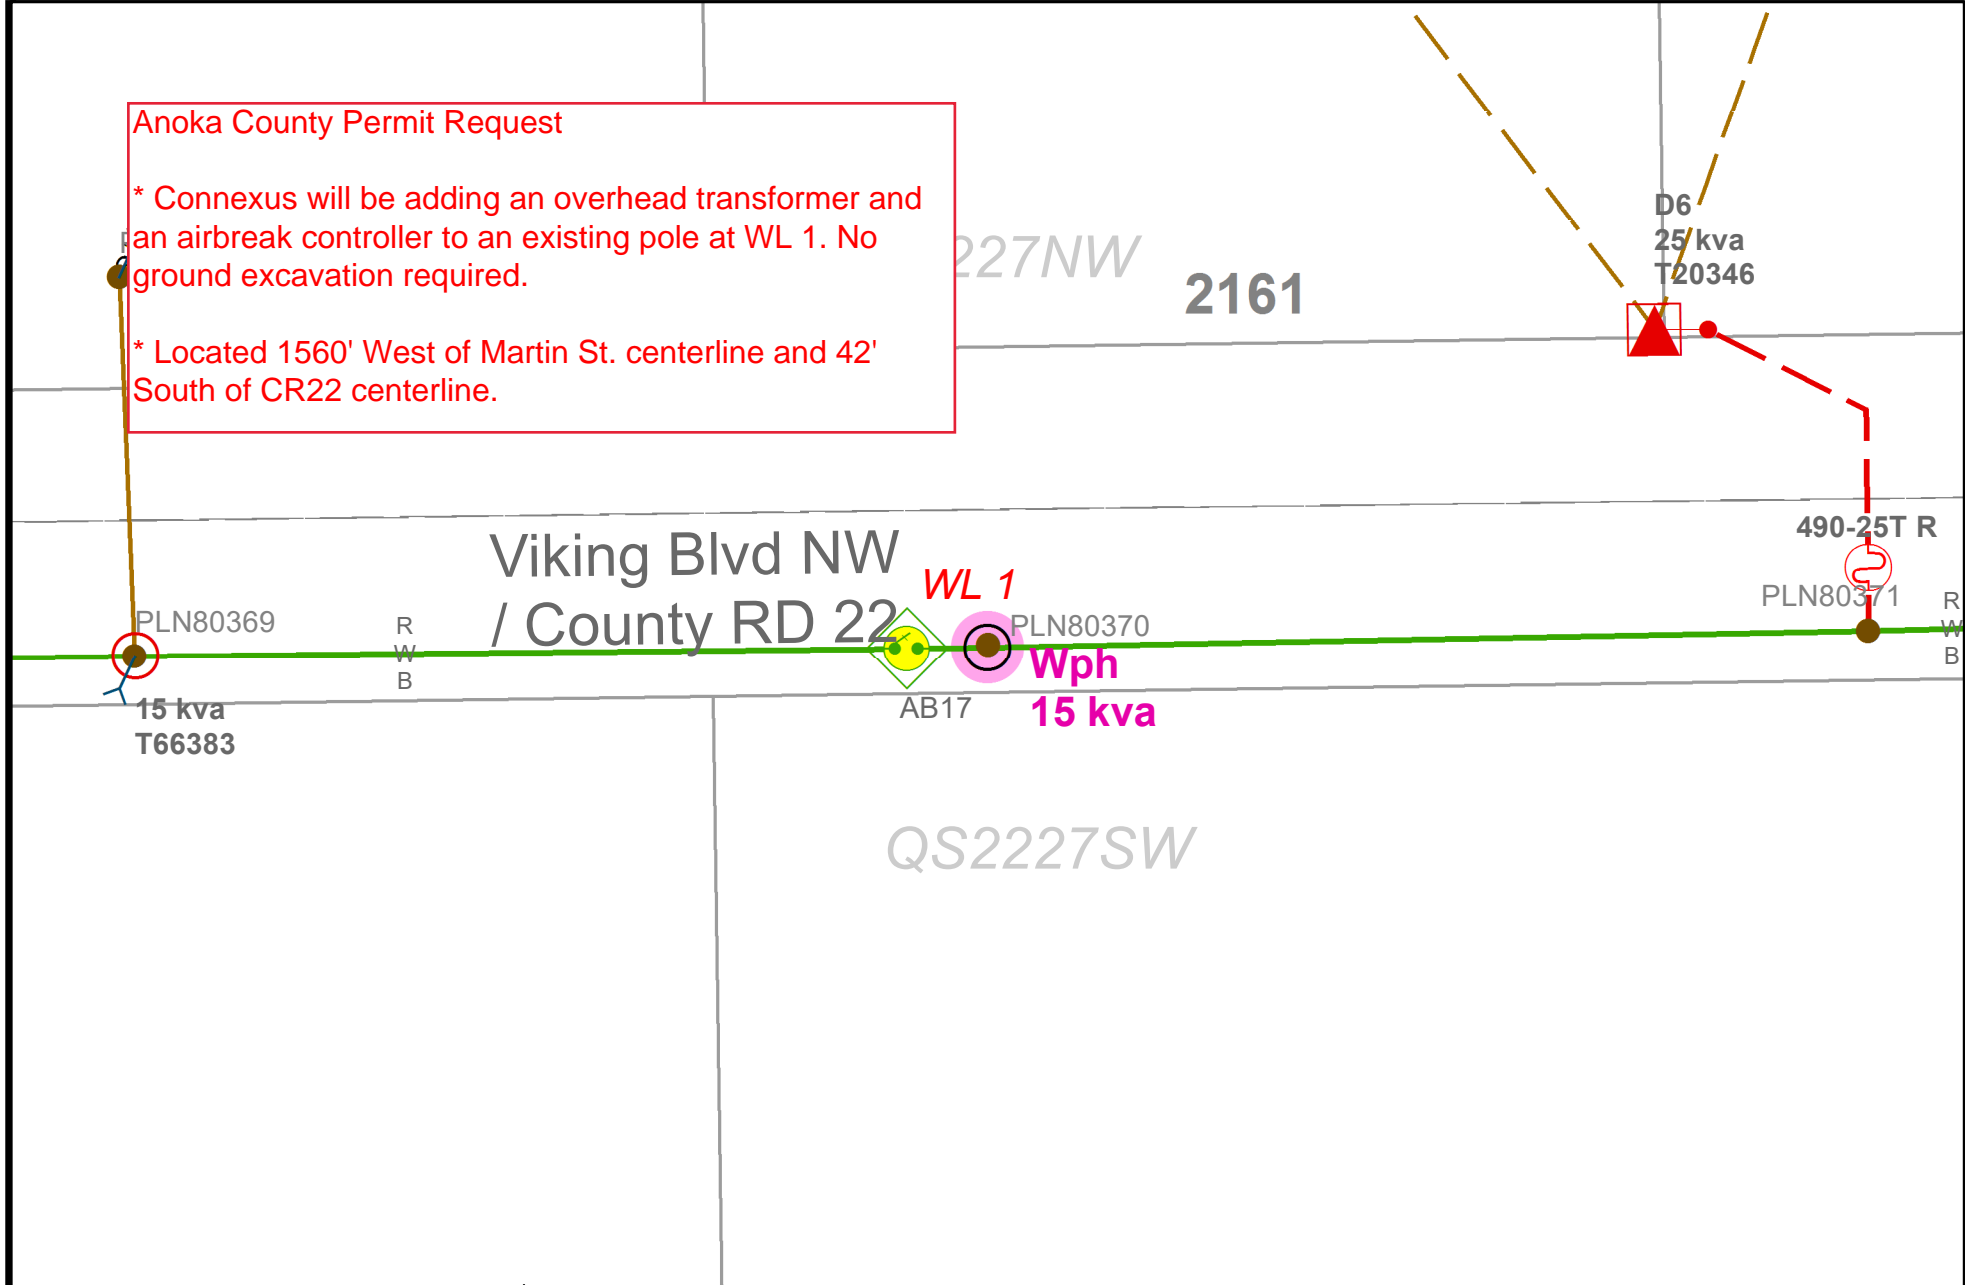 Anoka County Permit Request
* Connexus will be adding an overhead transformer and
an airbreak controller to an existing pole at WL 1. No
ground excavation required.
* Located 1560' West of Martin St. centerline and 42'
South of CR22 centerline.
227NW
2161
D6
25 kva
T20346
490-25T R
Viking Blvd NW
/ County RD 22
WL 1
PLN80369
R
W
B
PLN80370
PLN80371
R
W
B
Wph
15 kva
AB17
15 kva
T66383
QS2227SW